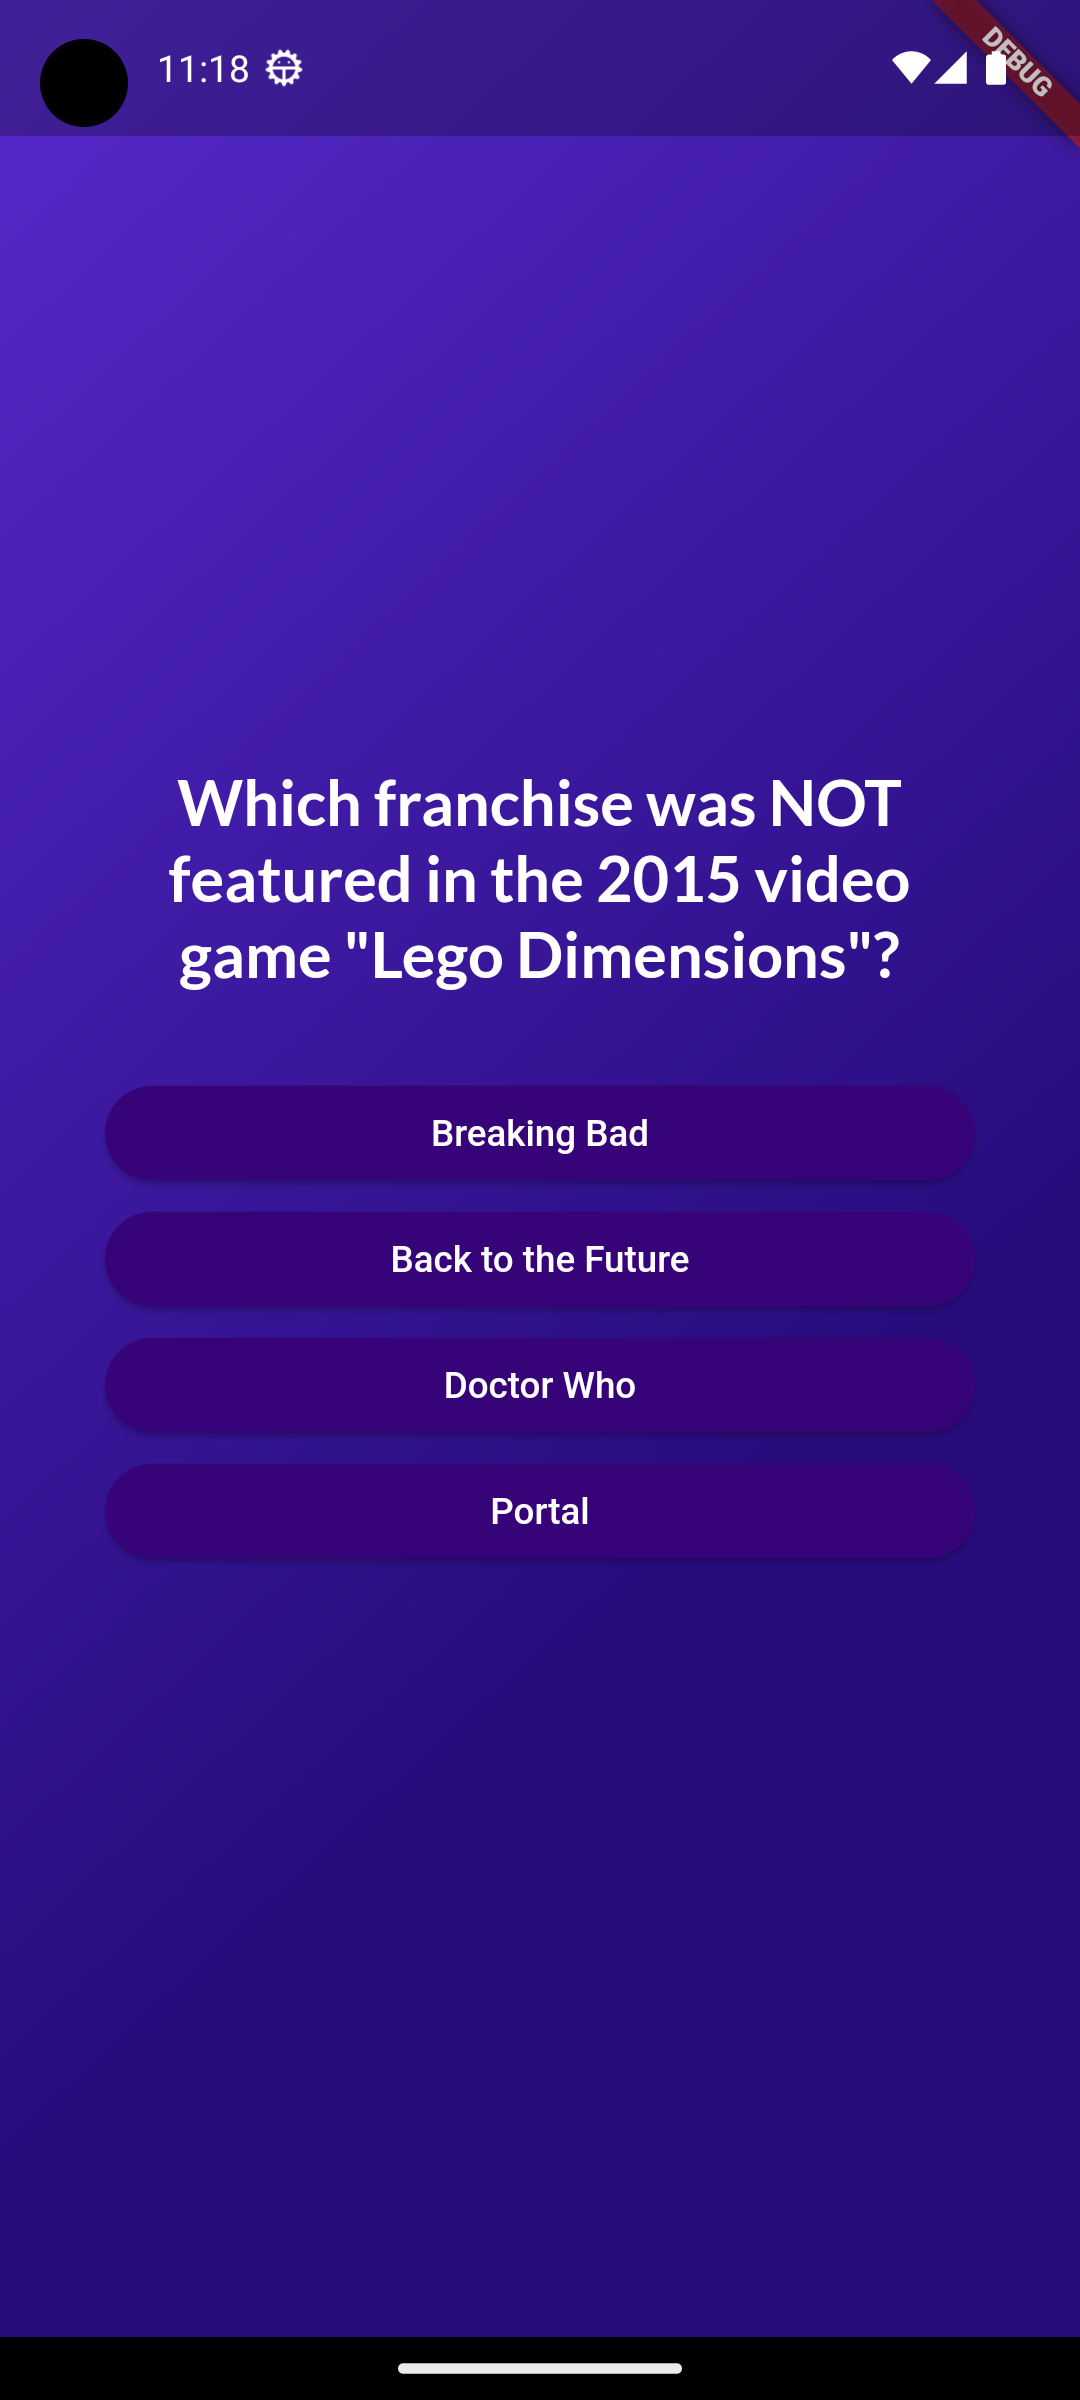 11:18
DEBUG
Which franchise was NOT
featured in the 2015 video
game "Lego Dimensions"?
Breaking Bad
Back to the Future
Doctor Who
Portal